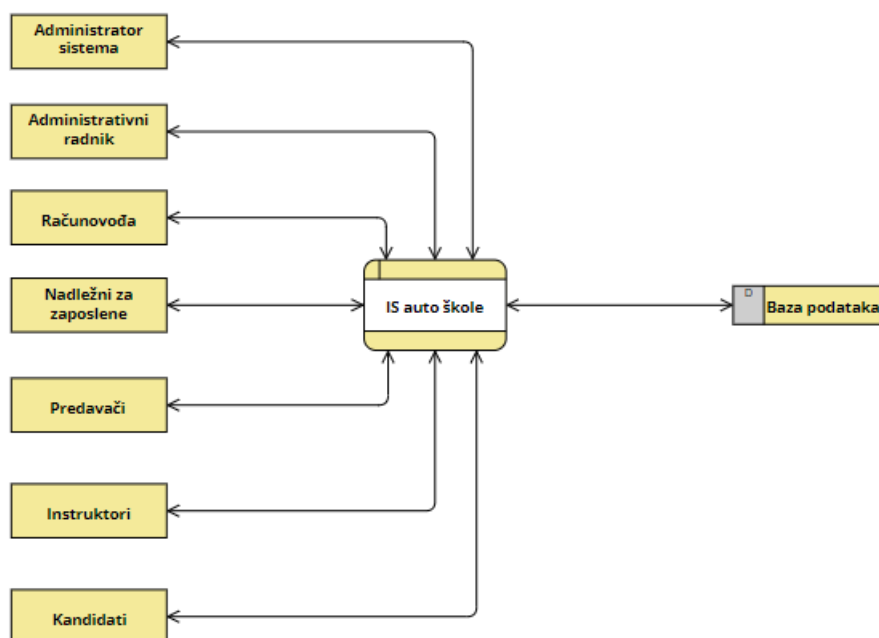 Administrator
sistema
Administrativni
radnik
Računovođa
Nadležni za
zaposlene
IS auto škole
D
Baza podataka
Predavači
Instruktori
Kandidati